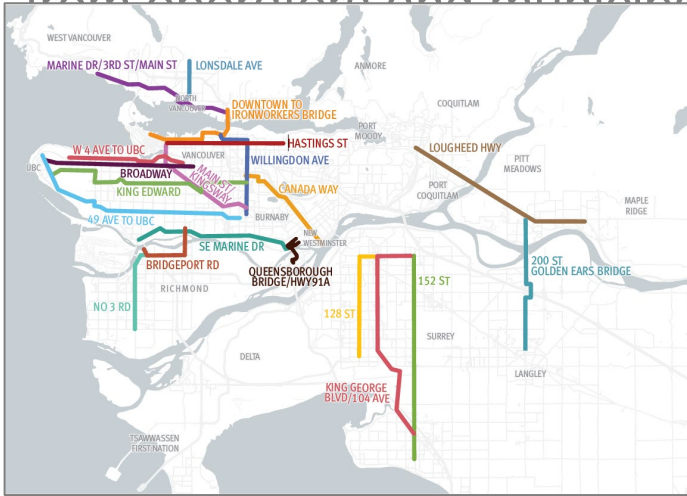 WEST VANCOUVER
MARINE DR/3RD ST/MAIN ST
LONSDALE AVE
ANMORE
NORTH
VANCOUVER
DOWNTOWN TO
IRONWORKERS BRIDGE
COQUITLAM
PORT
MOODY
HASTINGS ST
LOUGHEED HWY
W 4 AVE TO UBC
VANCOUVER
WILLINGDON AVE
PITT
MEADOWS
UBC
BROADWAY
MAIN ST/
KINGSWAY
KING EDWARD
CANADA WAY
PORT
COQUITLAM
MAPLE
RIDGE
49 AVE TO UBC
BURNABY
NEW
WESTMINSTER
SE MARINE DR
BRIDGEPORT RD
QUEENSBOROUGH
BRIDGE/HWY91A
200 ST
GOLDEN EARS BRIDGE
RICHMOND
152 ST
NO 3 RD
128 ST
SURREY
DELTA
LANGLEY
KING GEORGE
BLVD/104 AVE
TSAWWASSEN
FIRST NATION